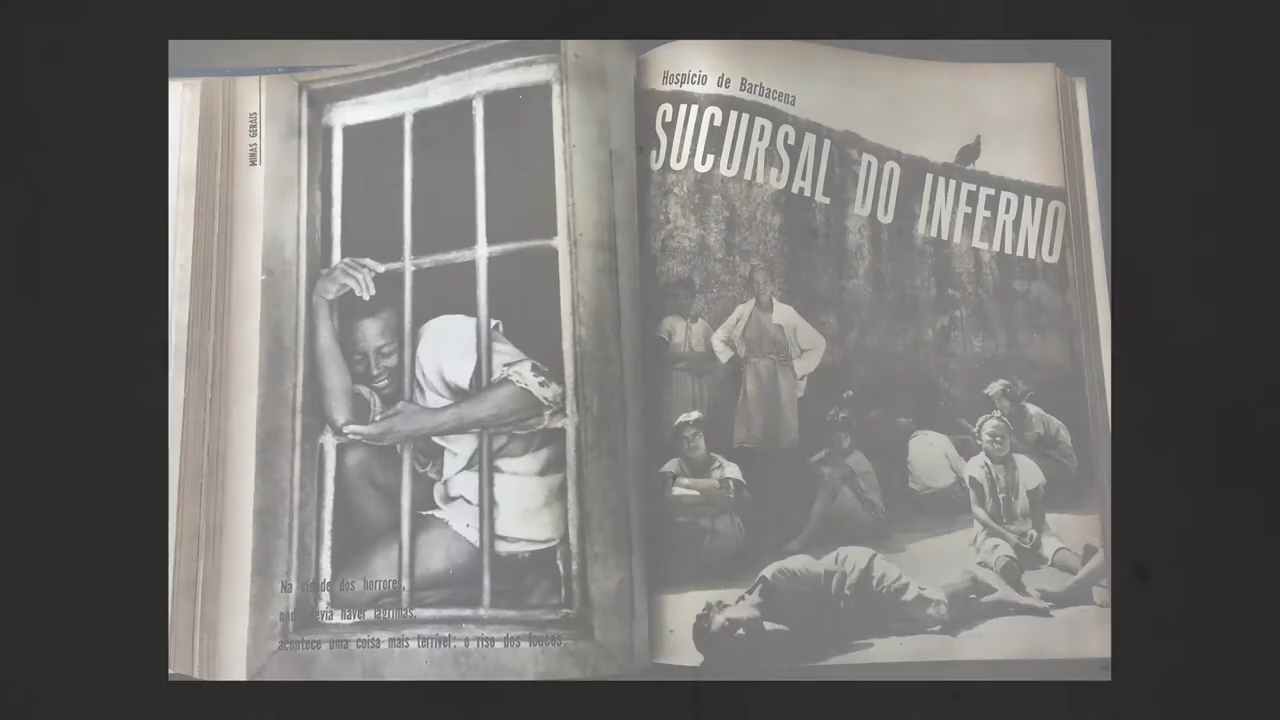 MINAS GERAIS
Na cidade dos horrores,
onde devia haver lágrimas,
acontece uma coisa mais terrível: o riso dos loucos.
Hospício de Barbacena
SUCURSAL DO INFERNO